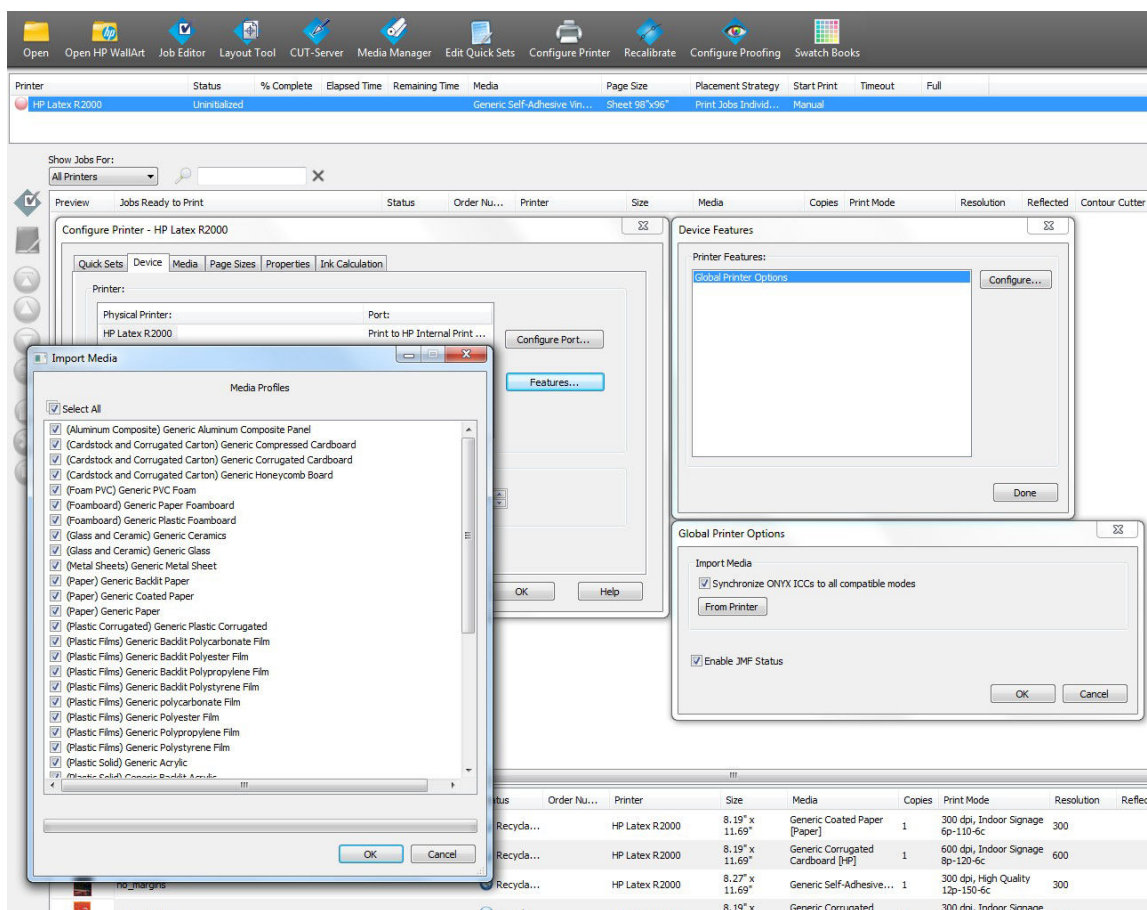 Open Open HP WallArt Job Editor Layout Tool CUT-Server Media Manager Edit Quick Sets Configure Printer Recalibrate Configure Proofing Swatch Books
Printer Status % Complete Elapsed Time Remaining Time Media Page Size Placement Strategy Start Print Timeout Full
HP Latex R2000 Uninitialized Generic Self-Adhesive Vin... Sheet 98"x96" Print Jobs Individ... Manual
Show Jobs For:
All Printers
Preview Jobs Ready to Print Status Order Nu... Printer Size Media Copies Print Mode Resolution Reflected Contour Cutter
Configure Printer - HP Latex R2000
Quick Sets Device Media Page Sizes Properties Ink Calculation
Printer:
Physical Printer: Port:
HP Latex R2000 Print to HP Internal Print ...
Configure Port...
Features...
OK Help
Device Features
Printer Features:
Global Printer Options
Configure...
Done
Import Media
Media Profiles
Select All
(Aluminum Composite) Generic Aluminum Composite Panel
(Cardstock and Corrugated Carton) Generic Compressed Cardboard
(Cardstock and Corrugated Carton) Generic Corrugated Cardboard
(Cardstock and Corrugated Carton) Generic Honeycomb Board
(Foam PVC) Generic PVC Foam
(Foamboard) Generic Paper Foamboard
(Foamboard) Generic Plastic Foamboard
(Glass and Ceramic) Generic Ceramics
(Glass and Ceramic) Generic Glass
(Metal Sheets) Generic Metal Sheet
(Paper) Generic Backlit Paper
(Paper) Generic Coated Paper
(Paper) Generic Paper
(Plastic Corrugated) Generic Plastic Corrugated
(Plastic Films) Generic Backlit Polycarbonate Film
(Plastic Films) Generic Backlit Polyester Film
(Plastic Films) Generic Backlit Polypropylene Film
(Plastic Films) Generic Backlit Polystyrene Film
(Plastic Films) Generic polycarbonate Film
(Plastic Films) Generic Polyester Film
(Plastic Films) Generic Polypropylene Film
(Plastic Films) Generic Polystyrene Film
(Plastic Solid) Generic Acrylic
(Plastic Solid) Generic Backlit Acrylic
OK Cancel
Global Printer Options
Import Media
Synchronize ONYX ICCs to all compatible modes
From Printer
Enable JMF Status
OK Cancel
Order Nu... Printer Size Media Copies Print Mode Resolution
Recycla... HP Latex R2000 8.19" x 11.69" Generic Coated Paper [Paper] 1 300 dpi, Indoor Signage 6p-110-6c 300
Recycla... HP Latex R2000 8.19" x 11.69" Generic Corrugated Cardboard [HP] 1 600 dpi, Indoor Signage 8p-120-6c 600
no_margins Recycla... HP Latex R2000 8.27" x 11.69" Generic Self-Adhesive... 1 300 dpi, High Quality 12p-150-6c 300
8.19" x Generic Corrugated 300 dpi, Indoor Signage